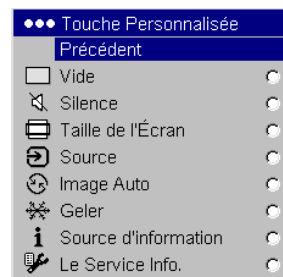 Touche Personnalisée
Précédent
Vide
Silence
Taille de l'Écran
Source
Image Auto
Geler
Source d'information
Le Service Info.